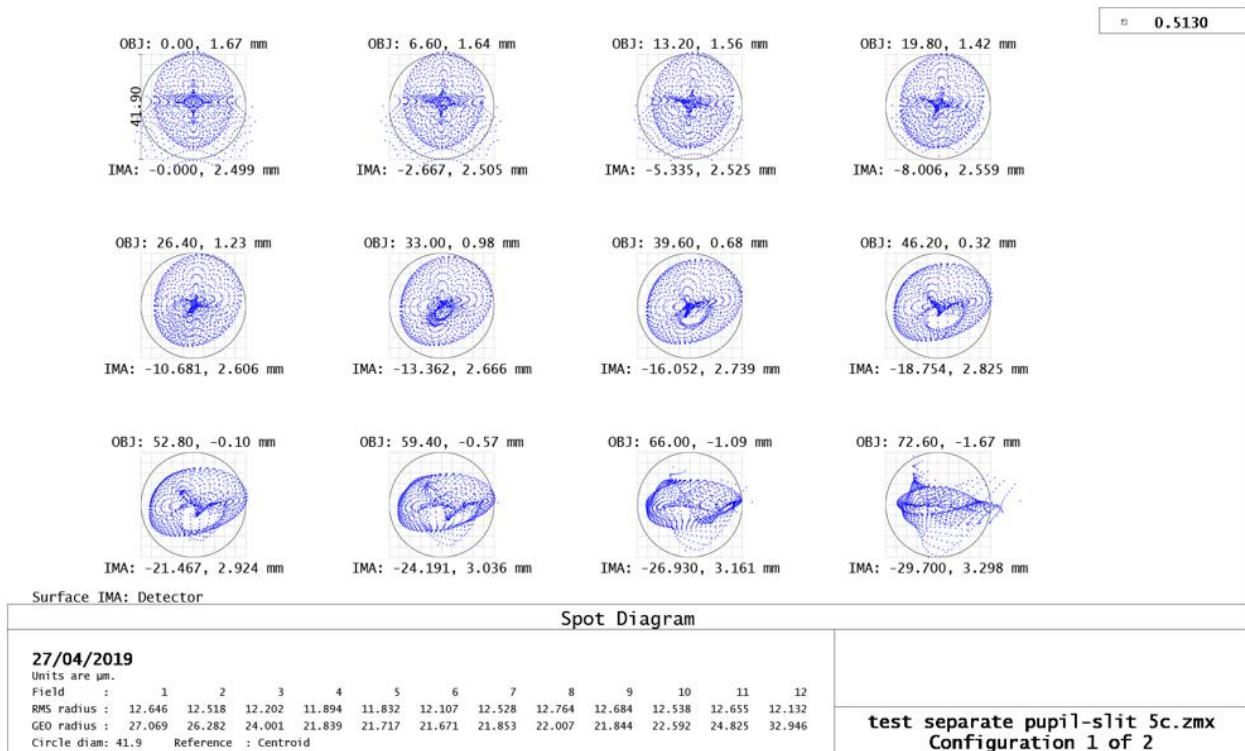 0.5130
OBJ: 0.00, 1.67 mm OBJ: 6.60, 1.64 mm OBJ: 13.20, 1.56 mm OBJ: 19.80, 1.42 mm
41.90
IMA: -0.000, 2.499 mm IMA: -2.667, 2.505 mm IMA: -5.335, 2.525 mm IMA: -8.006, 2.559 mm
OBJ: 26.40, 1.23 mm OBJ: 33.00, 0.98 mm OBJ: 39.60, 0.68 mm OBJ: 46.20, 0.32 mm
IMA: -10.681, 2.606 mm IMA: -13.362, 2.666 mm IMA: -16.052, 2.739 mm IMA: -18.754, 2.825 mm
OBJ: 52.80, -0.10 mm OBJ: 59.40, -0.57 mm OBJ: 66.00, -1.09 mm OBJ: 72.60, -1.67 mm
IMA: -21.467, 2.924 mm IMA: -24.191, 3.036 mm IMA: -26.930, 3.161 mm IMA: -29.700, 3.298 mm
Surface IMA: Detector
Spot Diagram
27/04/2019
Units are µm.
Field : 1 2 3 4 5 6 7 8 9 10 11 12
RMS radius : 12.646 12.518 12.202 11.894 11.832 12.107 12.528 12.764 12.684 12.538 12.655 12.132
GEO radius : 27.069 26.282 24.001 21.839 21.717 21.671 21.853 22.007 21.844 22.592 24.825 32.946
Circle diam: 41.9 Reference : Centroid
test separate pupil-slit 5c.zmx
Configuration 1 of 2